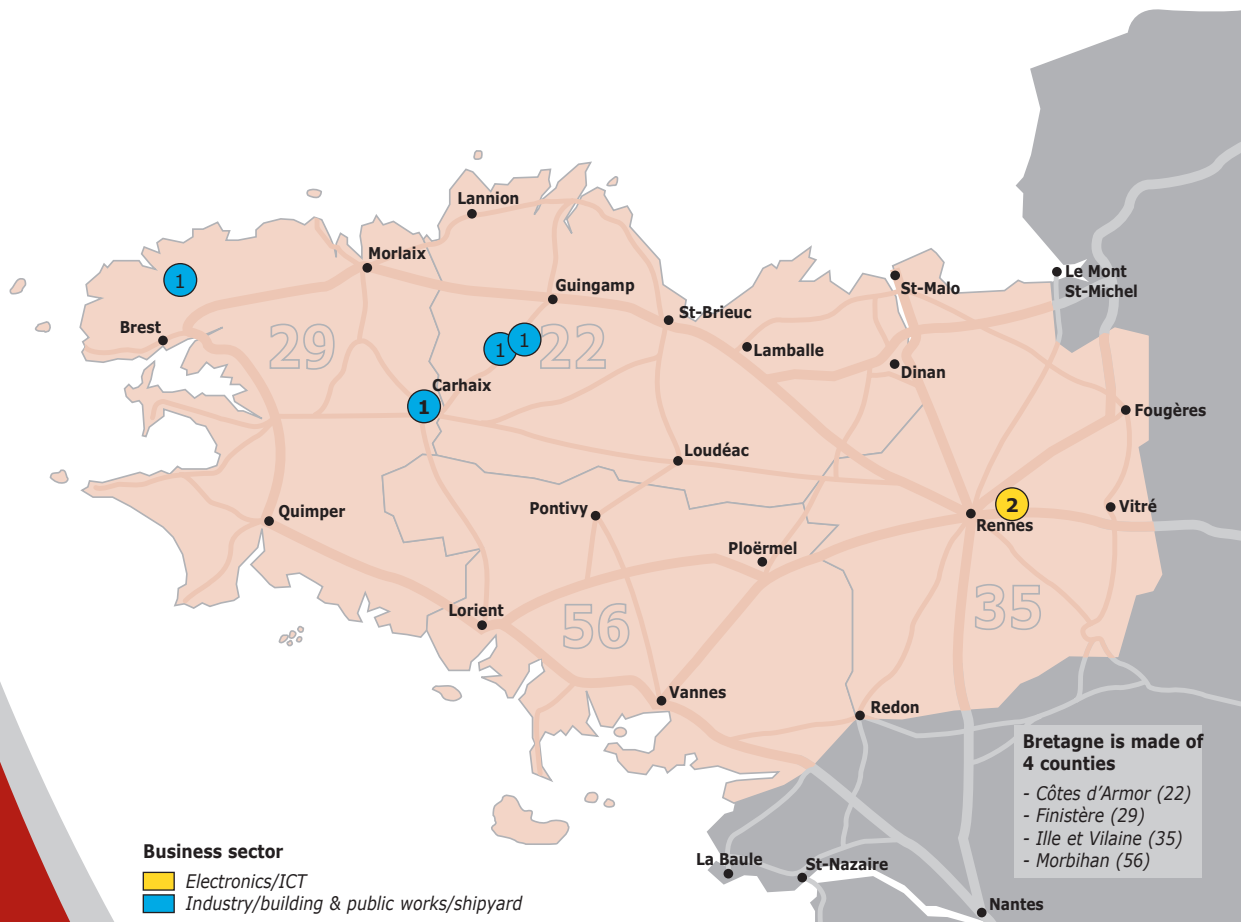 Lannion
Morlaix
1
Guingamp
St-Malo
Le Mont
St-Michel
Brest
29
St-Brieuc
1
1
22
Lamballe
Dinan
Carhaix
1
Fougères
Loudéac
Quimper
Pontivy
2
Rennes
Vitré
Ploërmel
Lorient
56
35
Vannes
Redon
Bretagne is made of
4 counties
- Côtes d'Armor (22)
- Finistère (29)
- Ille et Vilaine (35)
- Morbihan (56)
La Baule
St-Nazaire
Nantes
Business sector
Electronics/ICT
Industry/building & public works/shipyard